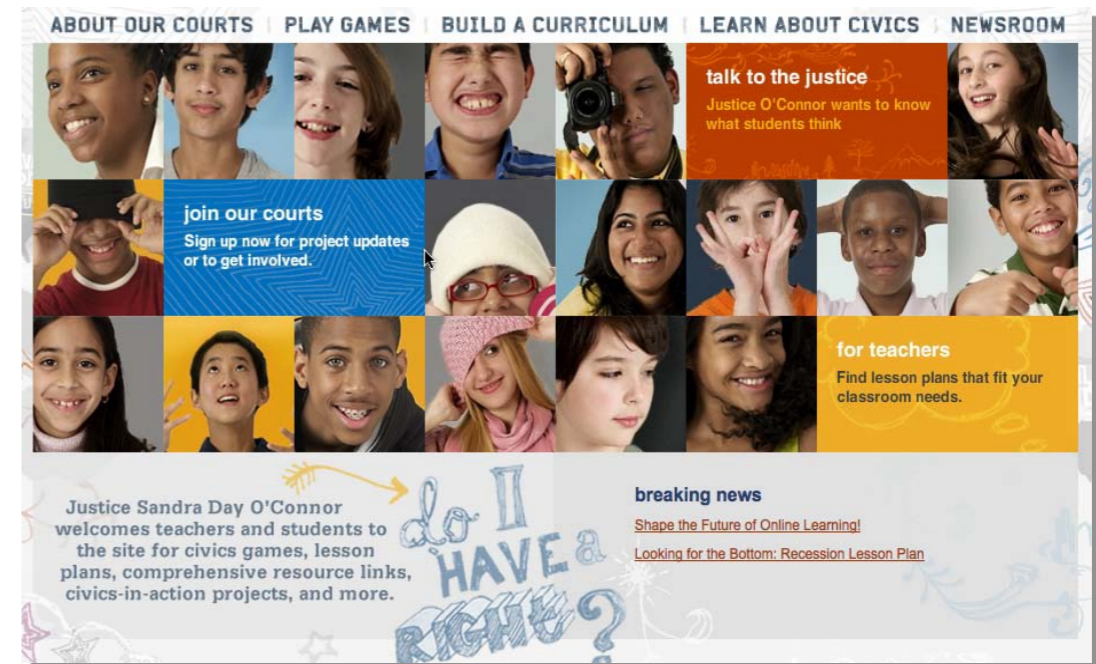 ABOUT OUR COURTS | PLAY GAMES | BUILD A CURRICULUM | LEARN ABOUT CIVICS | NEWSROOM
talk to the justice
Justice O'Connor wants to know
what students think
join our courts
Sign up now for project updates
or to get involved.
for teachers
Find lesson plans that fit your
classroom needs.
Justice Sandra Day O'Connor
welcomes teachers and students to
the site for civics games, lesson
plans, comprehensive resource links,
civics-in-action projects, and more.
do I
HAVE a
RIGHT?
breaking news
Shape the Future of Online Learning!
Looking for the Bottom: Recession Lesson Plan